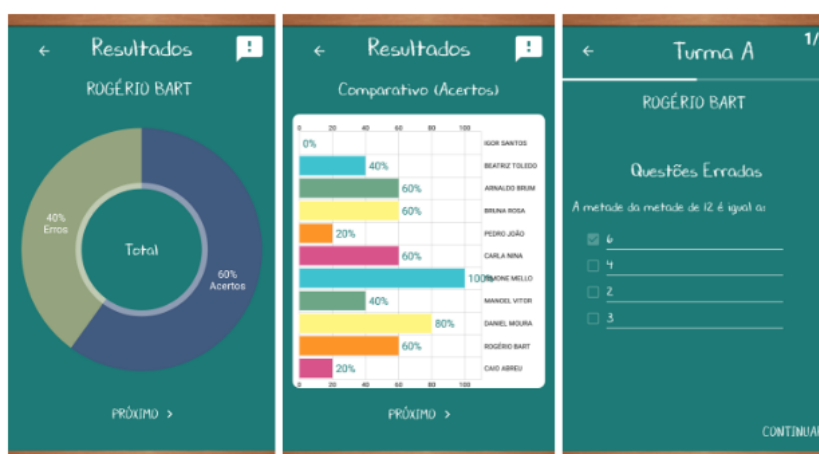 Resultados
ROGÉRIO BART
40%
Erros
Total
60%
Acertos
PRÓXIMO >
Resultados
Comparativo (Acertos)
0 20 40 60 80 100
0% IGOR SANTOS
40% BEATRIZ TOLEDO
60% ARNALDO BRUM
60% BRUNA ROSA
20% PEDRO JOÃO
60% CARLA NINA
100% SIMONE MELLO
40% MANOEL VITOR
80% DANIEL MOURA
60% ROGÉRIO BART
20% CAIO ABREU
0 20 40 60 80 100
PRÓXIMO >
Turma A
1/
ROGÉRIO BART
Questões Erradas
A metade da metade de 12 é igual a:
6
4
2
3
CONTINUAR